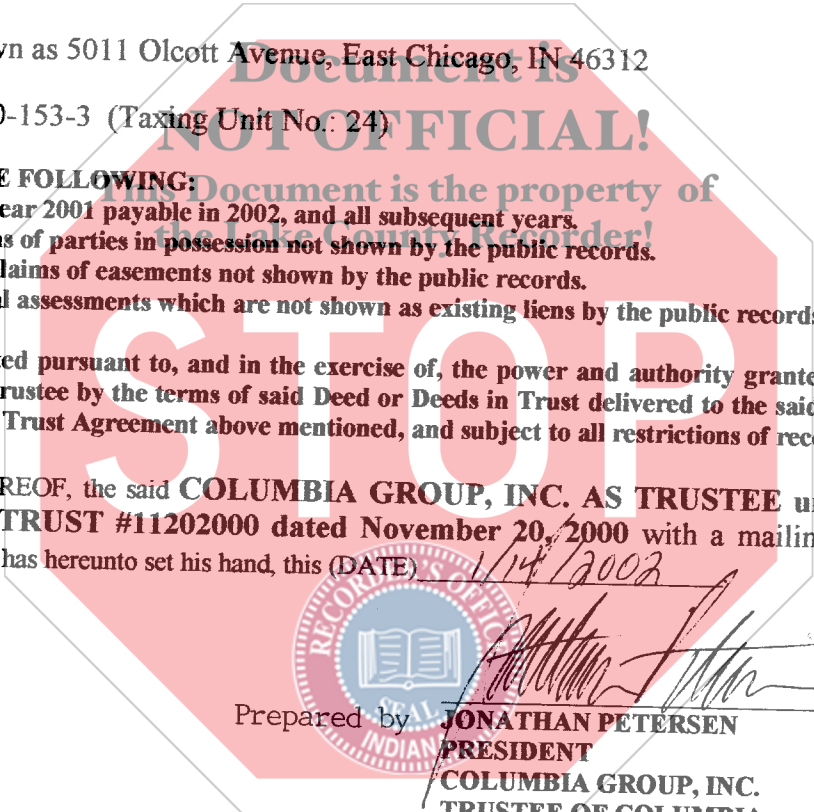 wn as 5011 Olcott Avenue, East Chicago, IN 46312
Document is
0-153-3 (Taxing Unit No.: 24)
NOT OFFICIAL!
E FOLLOWING:
This Document is the property of
ear 2001 payable in 2002, and all subsequent years.
the Lake County Recorder!
s of parties in possession not shown by the public records.
laims of easements not shown by the public records.
l assessments which are not shown as existing liens by the public records
STOP
ted pursuant to, and in the exercise of, the power and authority grante
rustee by the terms of said Deed or Deeds in Trust delivered to the said
Trust Agreement above mentioned, and subject to all restrictions of reco
REOF, the said COLUMBIA GROUP, INC. AS TRUSTEE u
TRUST #11202000 dated November 20, 2000 with a mailin
has hereunto set his hand, this (DATE) 1/14/2002
RECORDER'S OFFICE
SEAL
INDIANA
Prepared by JONATHAN PETERSEN
PRESIDENT
COLUMBIA GROUP, INC.
TRUSTEE OF COLUMBIA